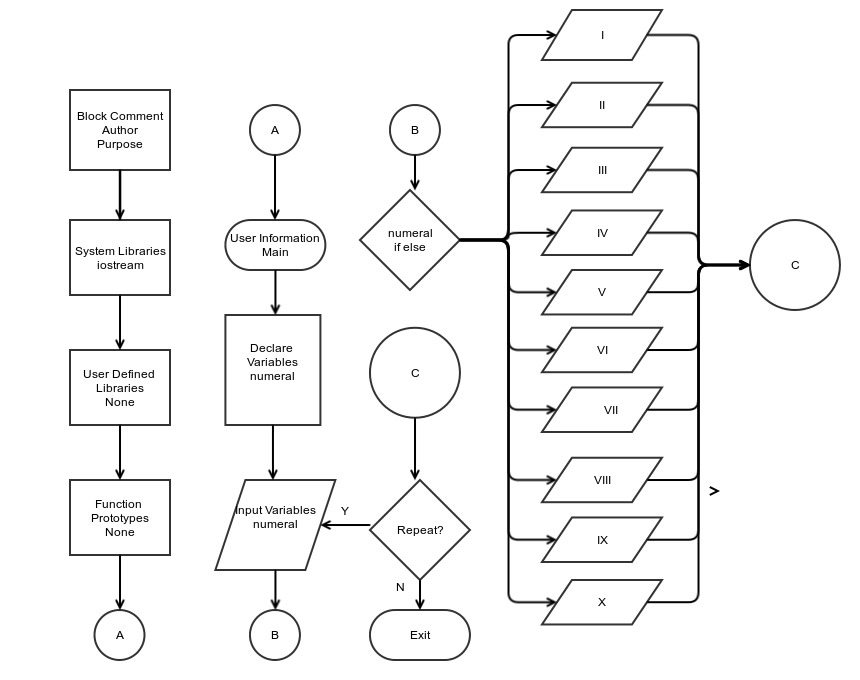 Block Comment
Author
Purpose
System Libraries
iostream
User Defined
Libraries
None
Function
Prototypes
None
A
A
User Information
Main
Declare
Variables
numeral
Input Variables
numeral
B
B
numeral
if else
C
Repeat?
Y
N
Exit
I
II
III
IV
V
VI
VII
VIII
IX
X
>
C